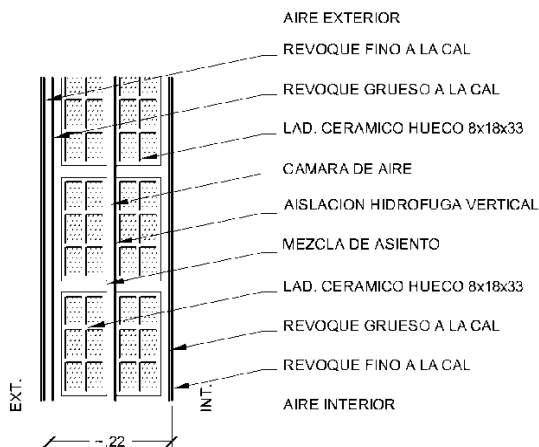 AIRE EXTERIOR
REVOQUE FINO A LA CAL
REVOQUE GRUESO A LA CAL
LAD. CERAMICO HUECO 8x18x33
CAMARA DE AIRE
AISLACION HIDROFUGA VERTICAL
MEZCLA DE ASIENTO
LAD. CERAMICO HUECO 8x18x33
REVOQUE GRUESO A LA CAL
REVOQUE FINO A LA CAL
AIRE INTERIOR
EXT.
INT.
~.22